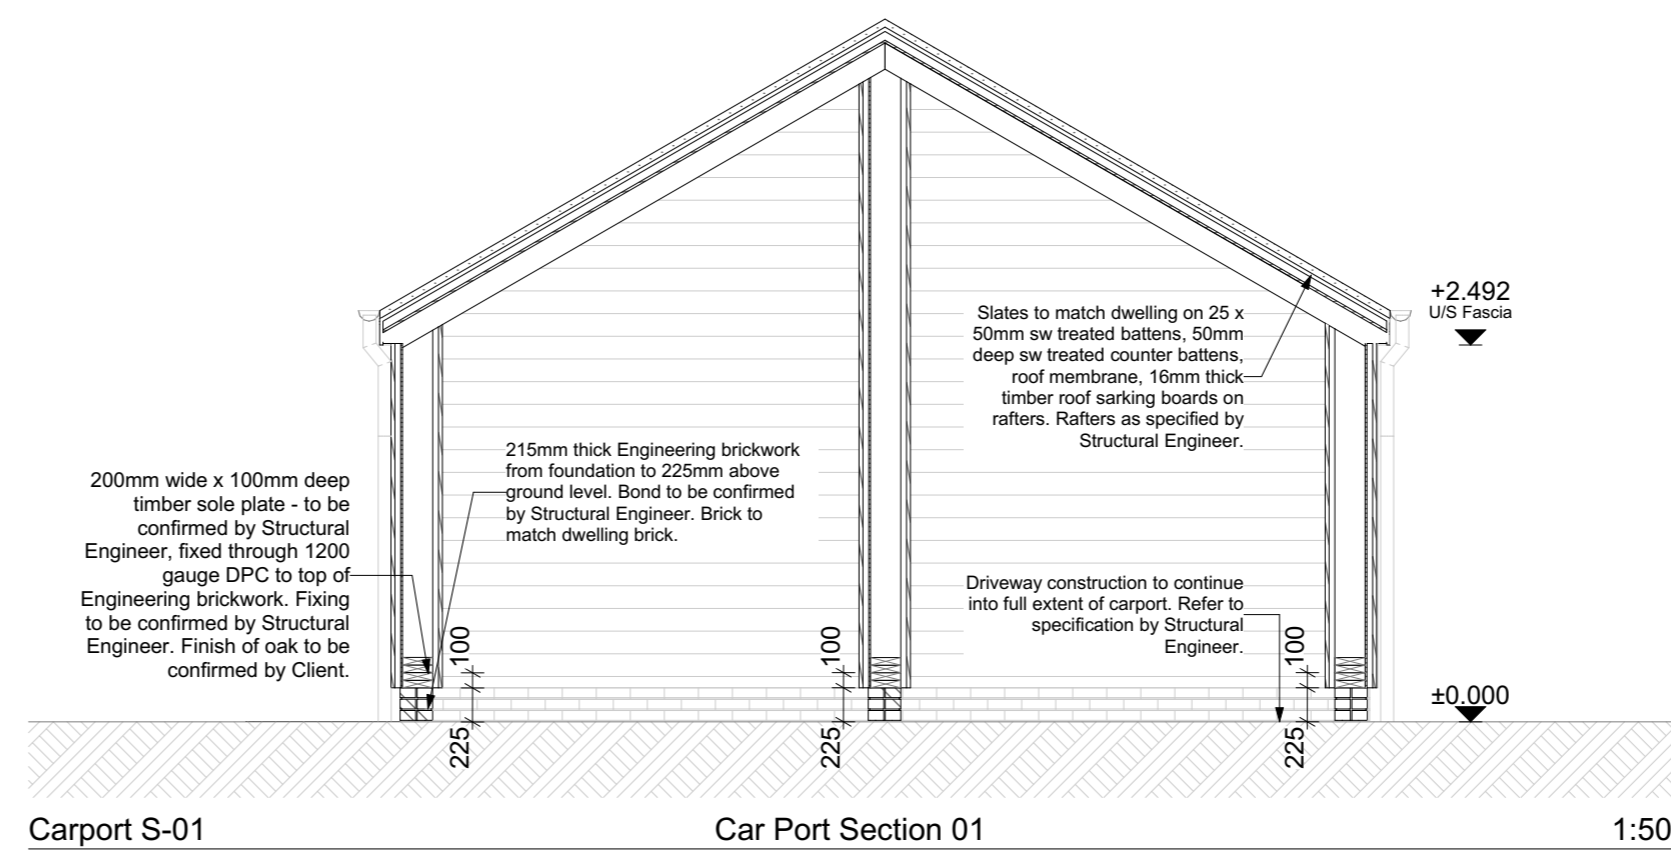 +2.492
U/S Fascia
Slates to match dwelling on 25 x
50mm sw treated battens, 50mm
deep sw treated counter battens,
roof membrane, 16mm thick
timber roof sarking boards on
rafters. Rafters as specified by
Structural Engineer.
215mm thick Engineering brickwork
from foundation to 225mm above
ground level. Bond to be confirmed
by Structural Engineer. Brick to
match dwelling brick.
200mm wide x 100mm deep
timber sole plate - to be
confirmed by Structural
Engineer, fixed through 1200
gauge DPC to top of
Engineering brickwork. Fixing
to be confirmed by Structural
Engineer. Finish of oak to be
confirmed by Client.
Driveway construction to continue
into full extent of carport. Refer to
specification by Structural
Engineer.
100
100
100
±0.000
225
225
225
Carport S-01
Car Port Section 01
1:50